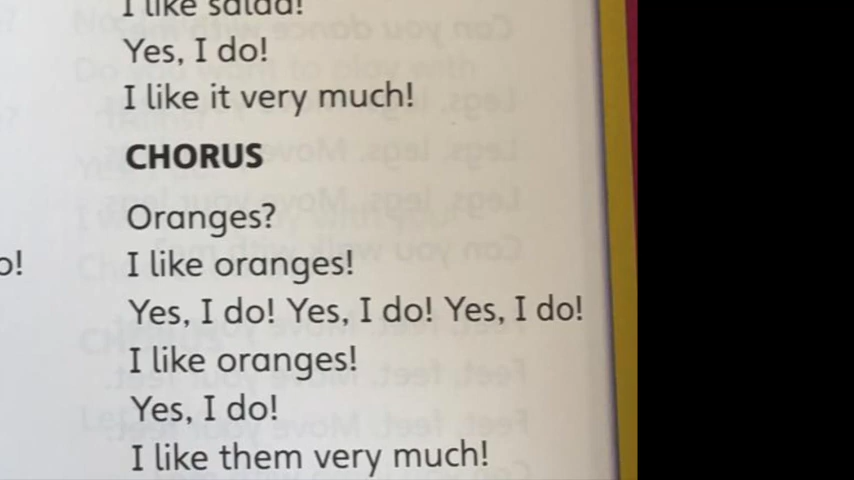 I like salad!
Yes, I do!
I like it very much!
CHORUS
Oranges?
o!
I like oranges!
Yes, I do! Yes, I do! Yes, I do!
I like oranges!
Yes, I do!
I like them very much!